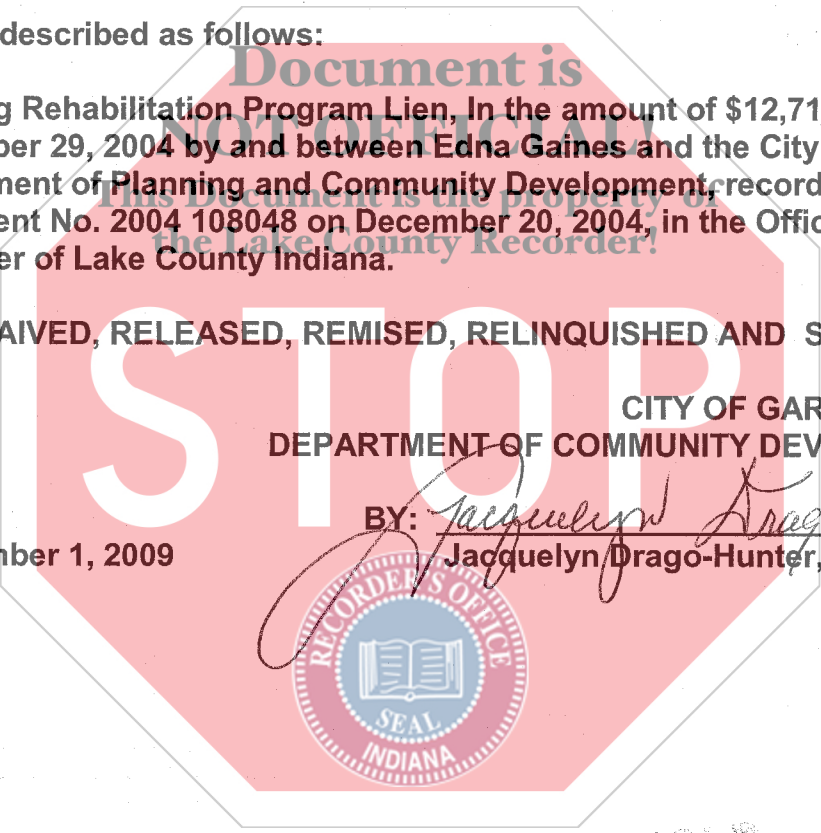 described as follows:
Document is
g Rehabilitation Program Lien, In the amount of $12,71
NOT OFFICIAL!
ber 29, 2004 by and between Edna Gaines and the City
ment of Planning and Community Development, record
This Document is the property of
ent No. 2004 108048 on December 20, 2004, in the Offic
the Lake County Recorder!
er of Lake County Indiana.
AIVED, RELEASED, REMISED, RELINQUISHED AND S
STOP
CITY OF GAR
DEPARTMENT OF COMMUNITY DEV
BY: Jacquelyn Drag
nber 1, 2009
Jacquelyn Drago-Hunter,
RECORDER'S OFFICE
SEAL
INDIANA